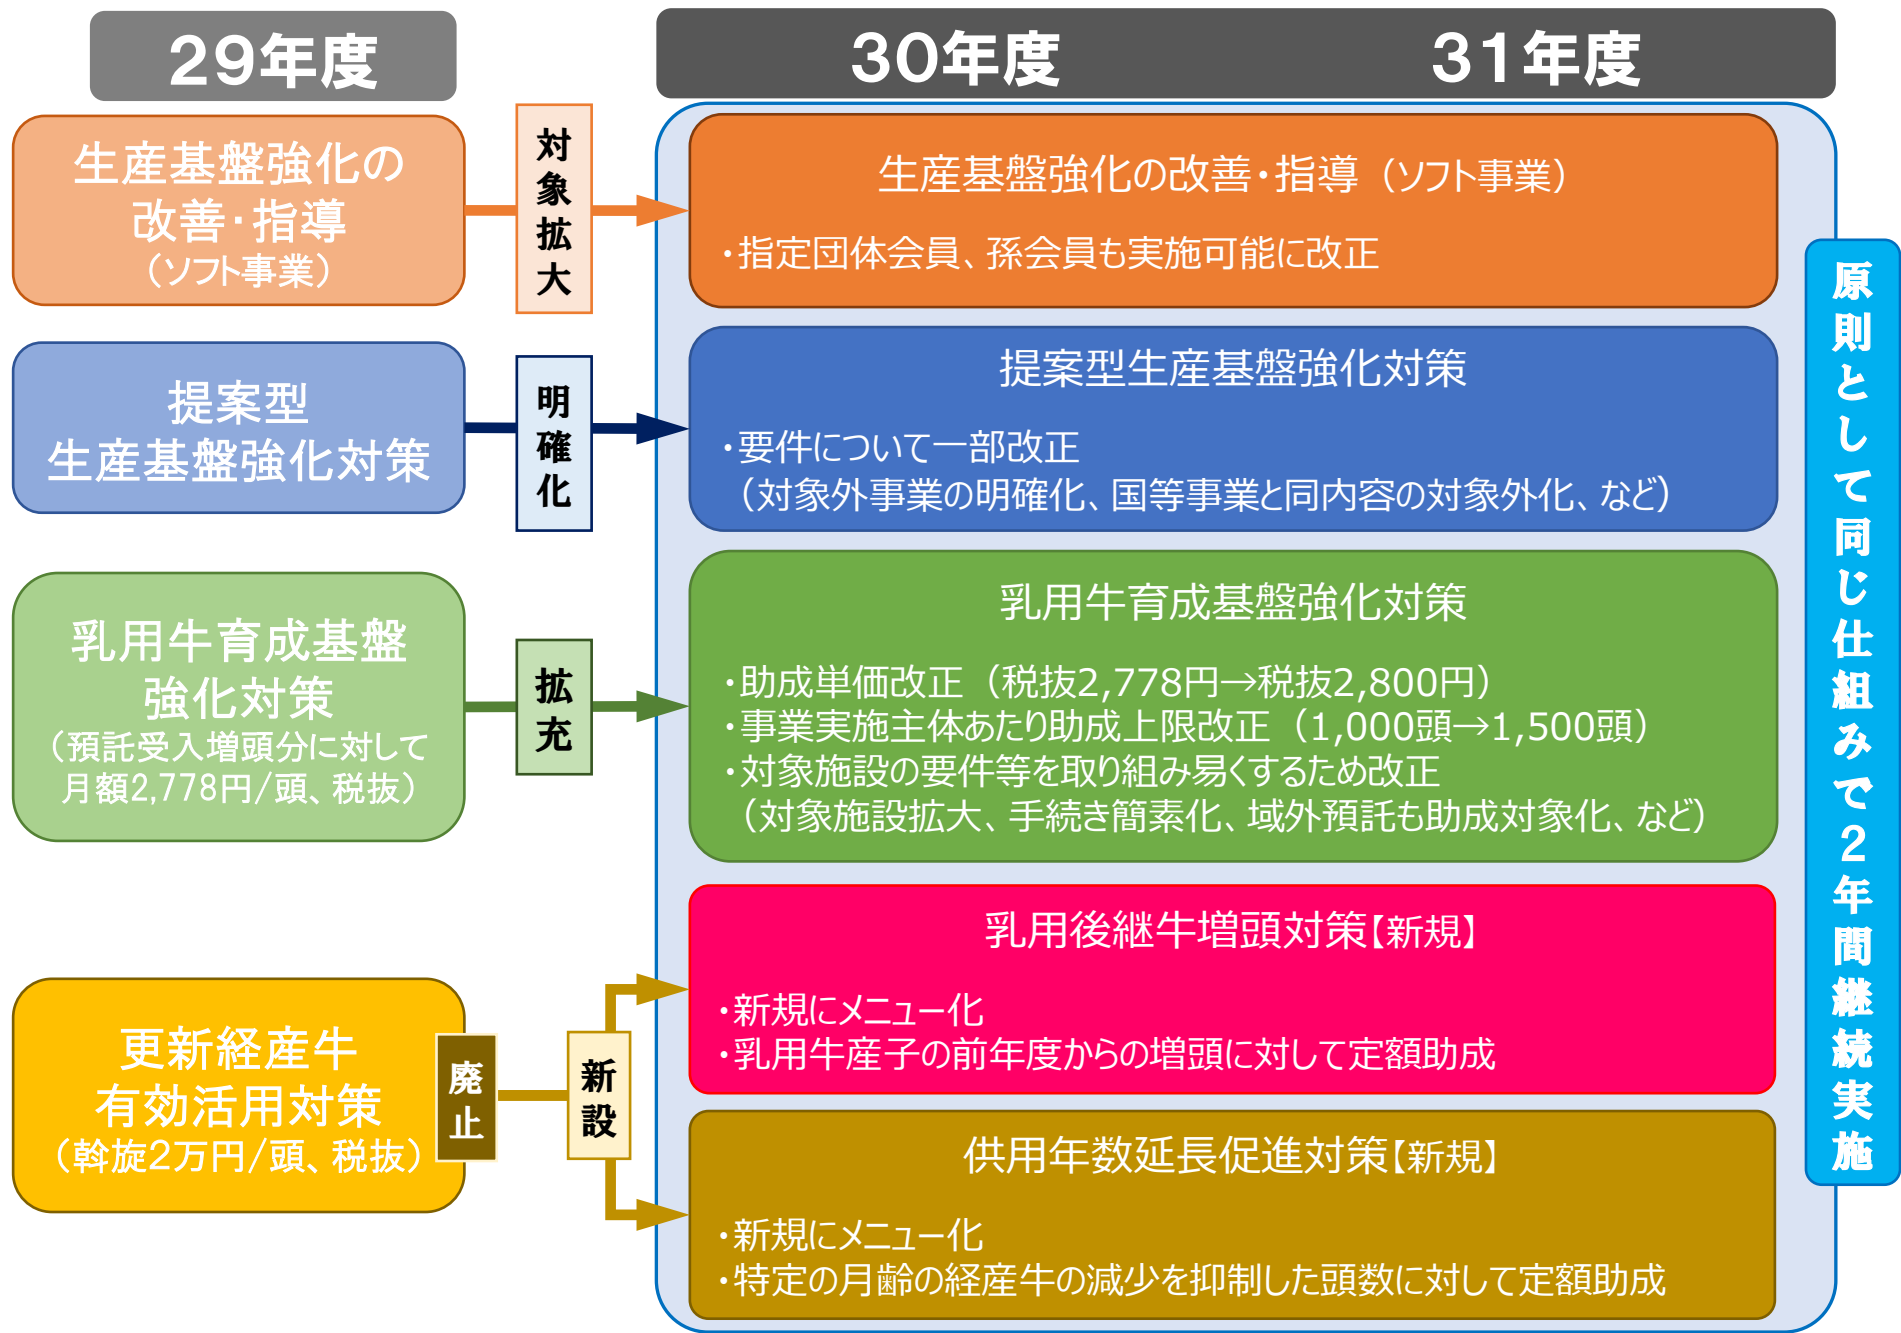 29年度
30年度 31年度
生産基盤強化の
改善・指導
（ソフト事業）
対象拡大
生産基盤強化の改善・指導（ソフト事業）
・指定団体会員、孫会員も実施可能に改正
提案型
生産基盤強化対策
明確化
提案型生産基盤強化対策
・要件について一部改正
（対象外事業の明確化、国等事業と同内容の対象外化、など）
乳用牛育成基盤
強化対策
（預託受入増頭分に対して
月額2,778円/頭、税抜）
拡充
乳用牛育成基盤強化対策
・助成単価改正（税抜2,778円→税抜2,800円）
・事業実施主体あたり助成上限改正（1,000頭→1,500頭）
・対象施設の要件等を取り組み易くするため改正
（対象施設拡大、手続き簡素化、域外預託も助成対象化、など）
更新経産牛
有効活用対策
（斡旋2万円/頭、税抜）
廃止
新設
乳用後継牛増頭対策【新規】
・新規にメニュー化
・乳用牛産子の前年度からの増頭に対して定額助成
供用年数延長促進対策【新規】
・新規にメニュー化
・特定の月齢の経産牛の減少を抑制した頭数に対して定額助成
原則として同じ仕組みで２年間継続実施